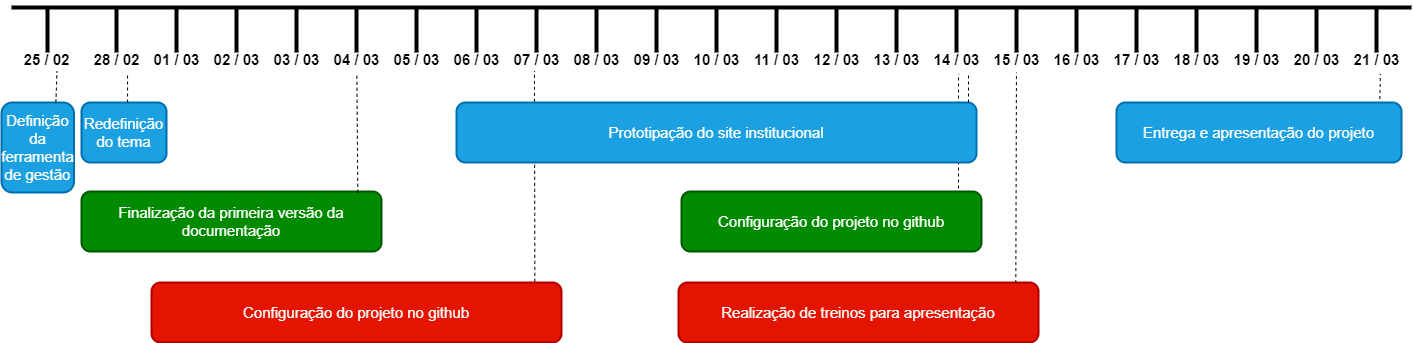 25 / 02 28 / 02 01 / 03 02 / 03 03 / 03 04 / 03 05 / 03 06 / 03 07 / 03 08 / 03 09 / 03 10 / 03 11 / 03 12 / 03 13 / 03 14 / 03 15 / 03 16 / 03 17 / 03 18 / 03 19 / 03 20 / 03 21 / 03
Definição
da
ferramenta
de gestão
Redefinição
do tema
Prototipação do site institucional
Entrega e apresentação do projeto
Finalização da primeira versão da
documentação
Configuração do projeto no github
Configuração do projeto no github
Realização de treinos para apresentação